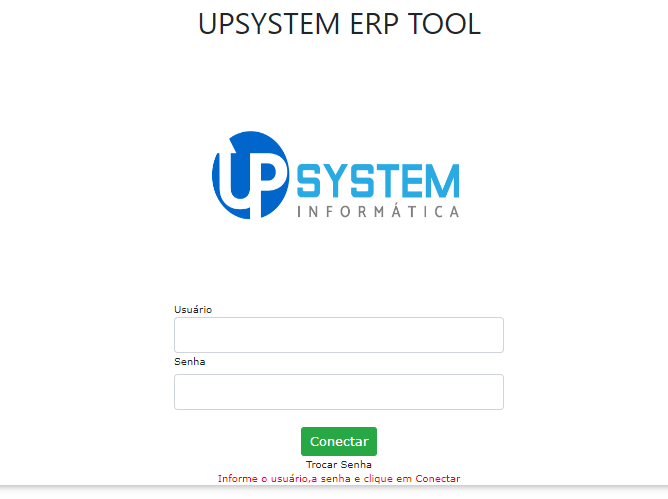 UPSYSTEM ERP TOOL
UP SYSTEM
INFORMÁTICA
Usuário
Senha
Conectar
Trocar Senha
Informe o usuário,a senha e clique em Conectar